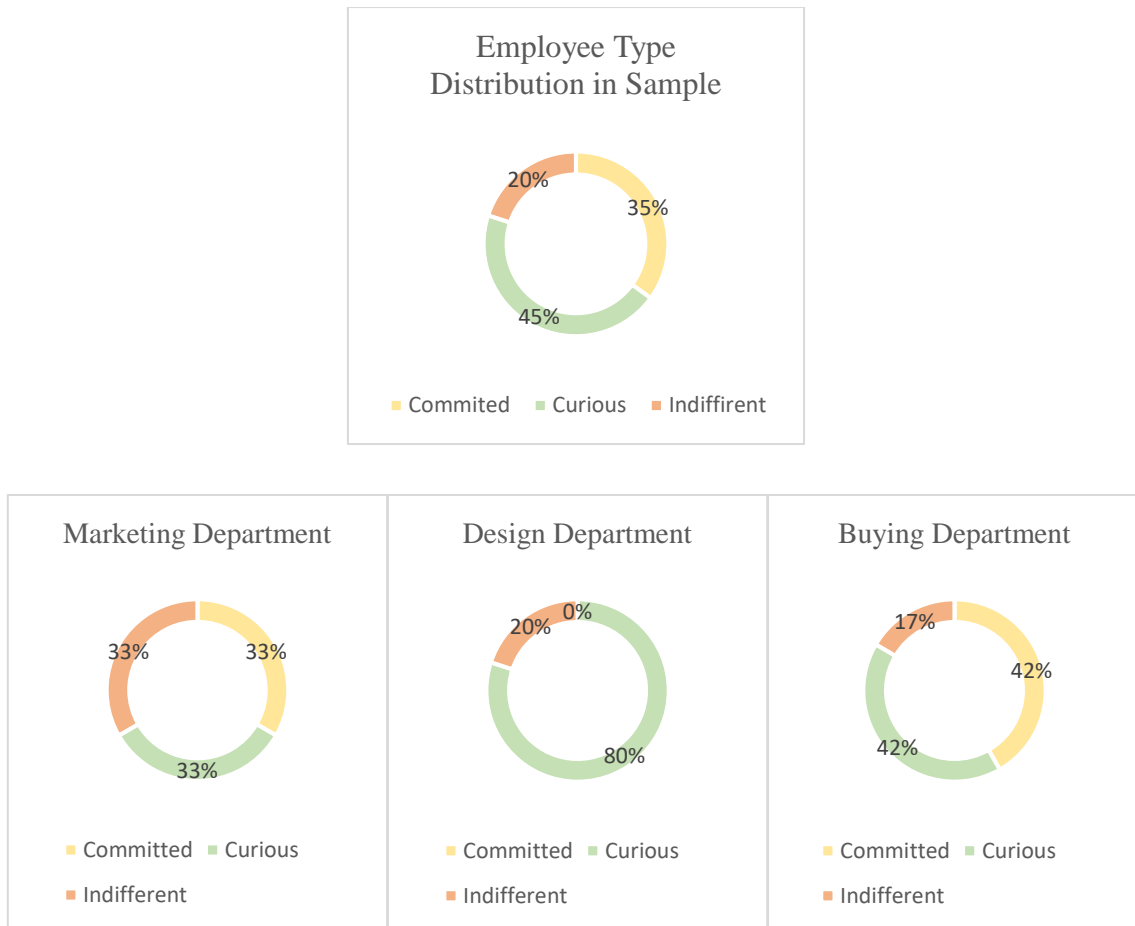 Employee Type
Distribution in Sample
20%
35%
45%
Commited Curious Indiffirent
Marketing Department
33%
33%
33%
Committed Curious
Indifferent
Design Department
0%
20%
80%
Committed Curious
Indifferent
Buying Department
17%
42%
42%
Committed Curious
Indifferent